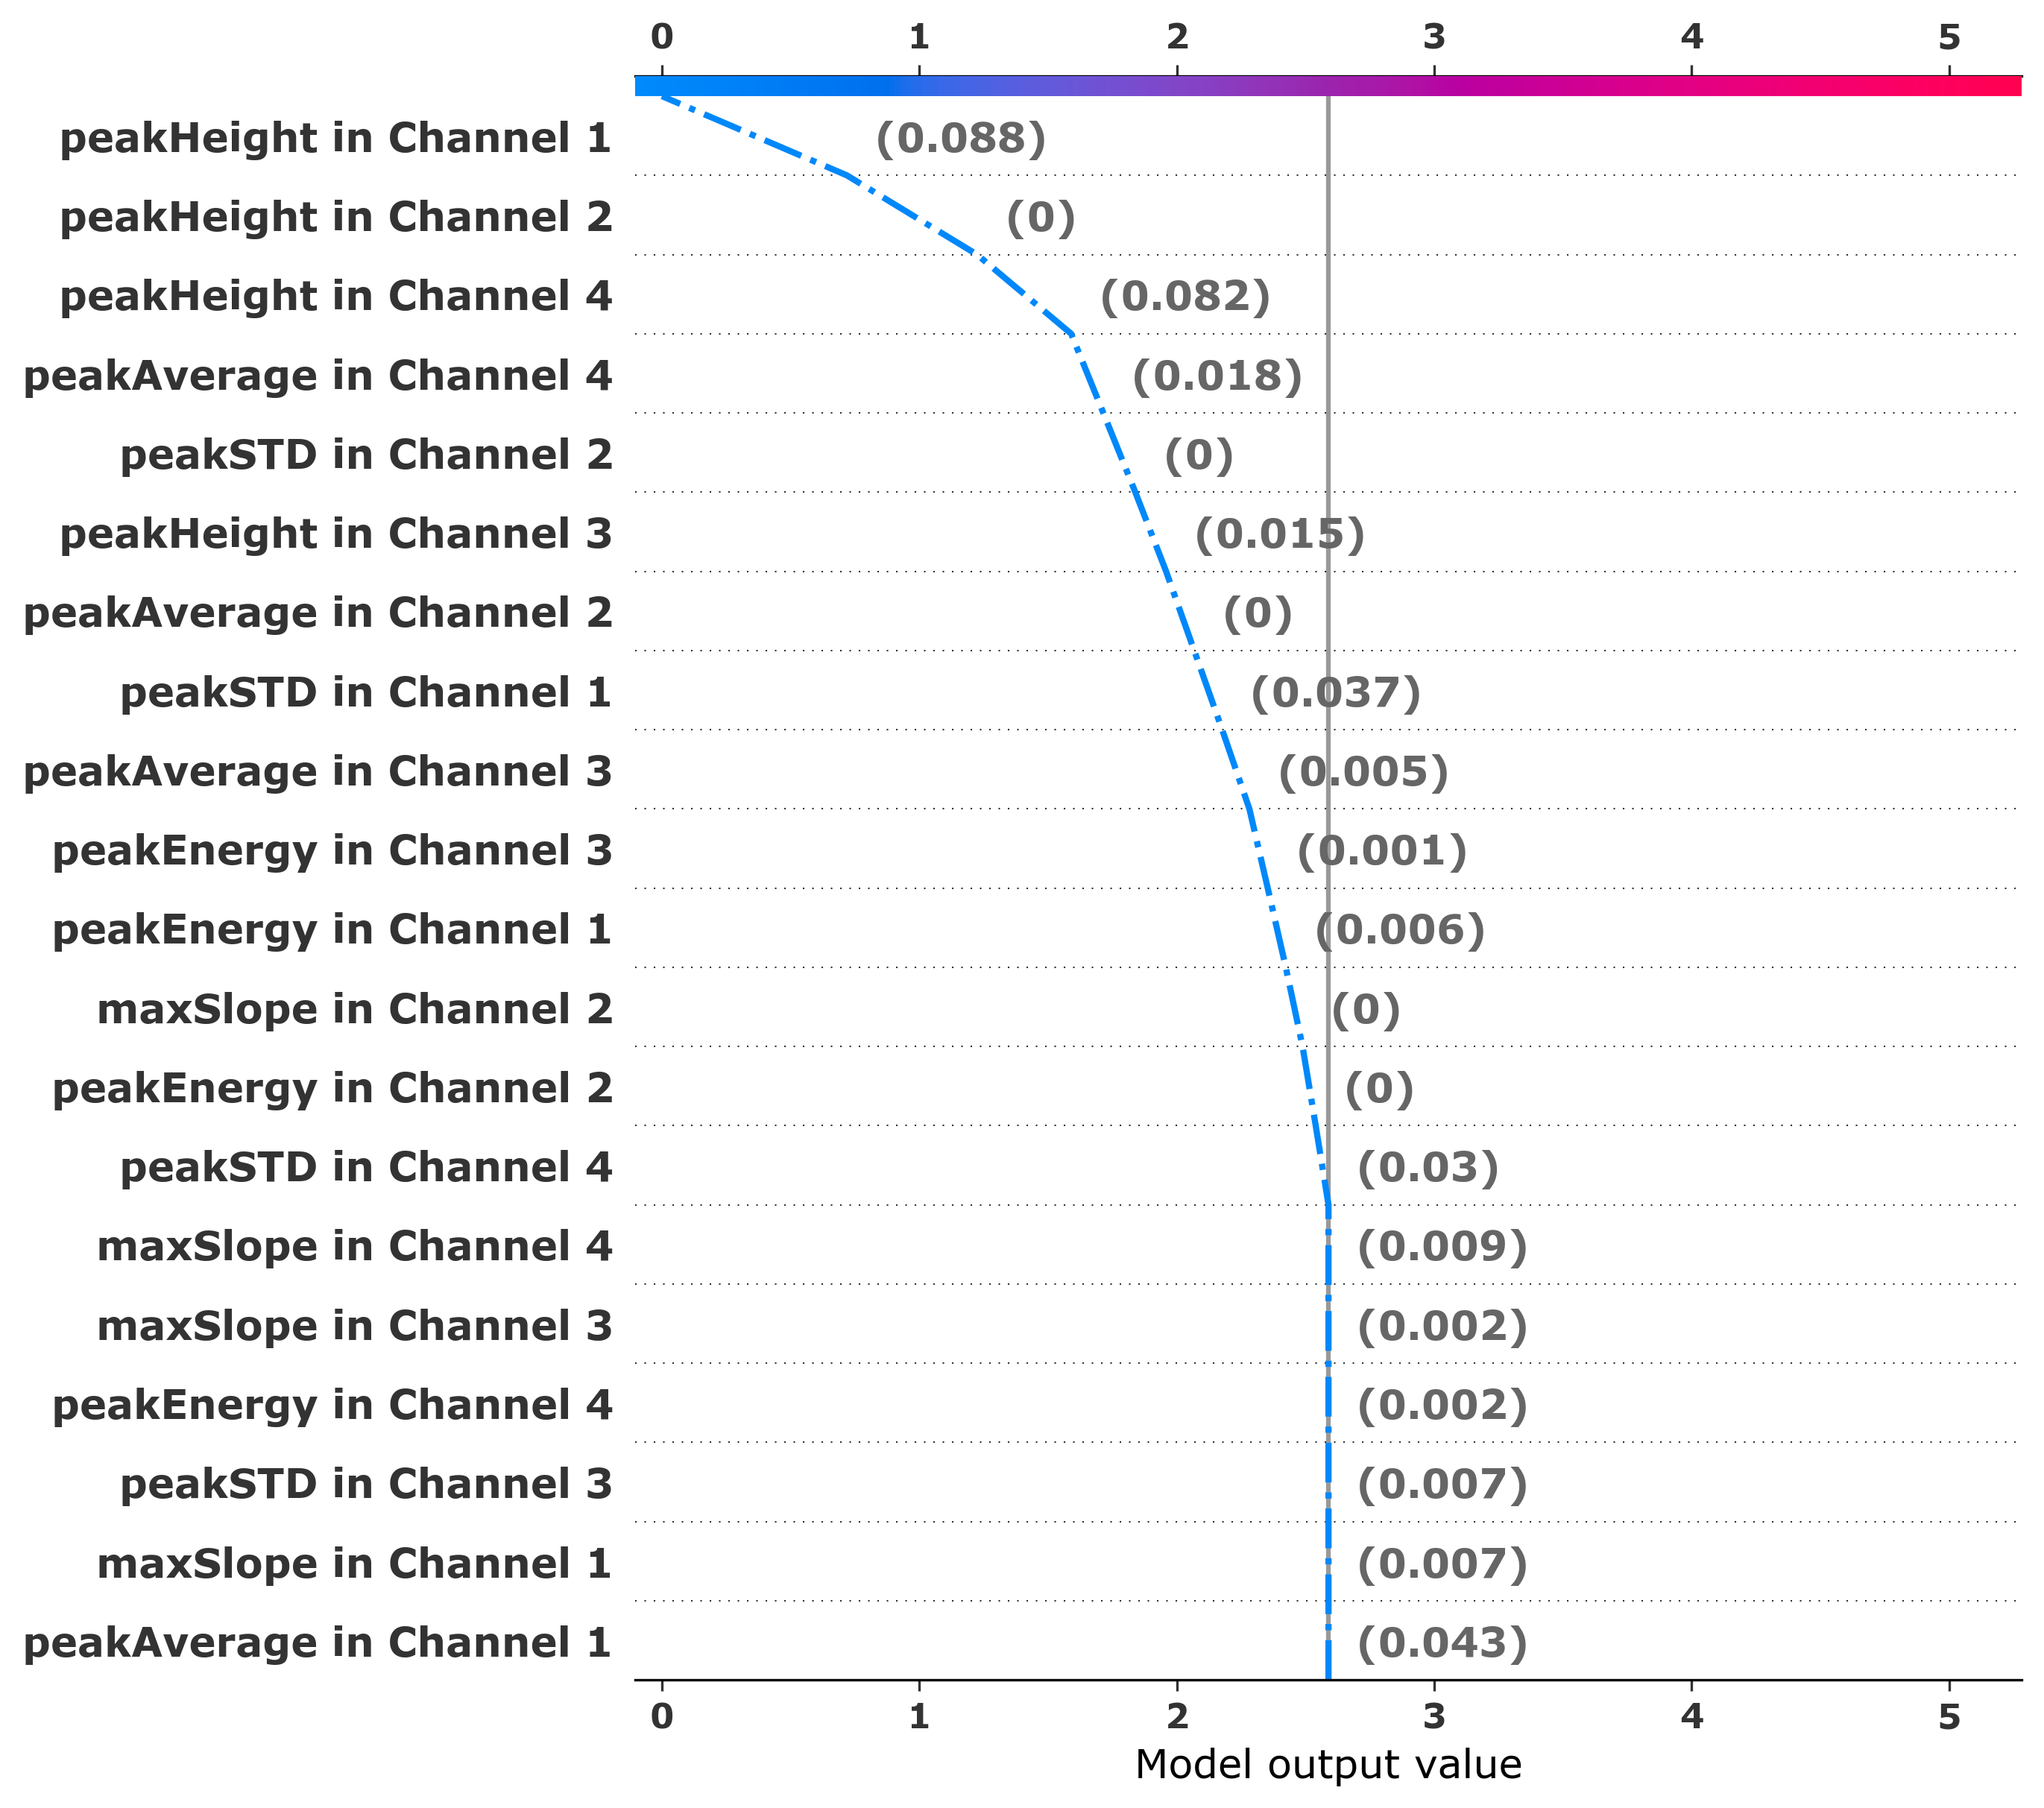 0 1 2 3 4 5
peakHeight in Channel 1 (0.088)
peakHeight in Channel 2 (0)
peakHeight in Channel 4 (0.082)
peakAverage in Channel 4 (0.018)
peakSTD in Channel 2 (0)
peakHeight in Channel 3 (0.015)
peakAverage in Channel 2 (0)
peakSTD in Channel 1 (0.037)
peakAverage in Channel 3 (0.005)
peakEnergy in Channel 3 (0.001)
peakEnergy in Channel 1 (0.006)
maxSlope in Channel 2 (0)
peakEnergy in Channel 2 (0)
peakSTD in Channel 4 (0.03)
maxSlope in Channel 4 (0.009)
maxSlope in Channel 3 (0.002)
peakEnergy in Channel 4 (0.002)
peakSTD in Channel 3 (0.007)
maxSlope in Channel 1 (0.007)
peakAverage in Channel 1 (0.043)
0 1 2 3 4 5
Model output value